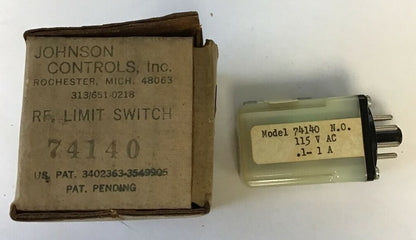 JOHNSON
CONTROLS, Inc.
ROCHESTER, MICH. 48063
313/651-0218
RF. LIMIT SWITCH
74140
US. PAT. 3402363-3549905
PAT. PENDING
Model 74140 N.O.
115 V AC
.1- 1 A